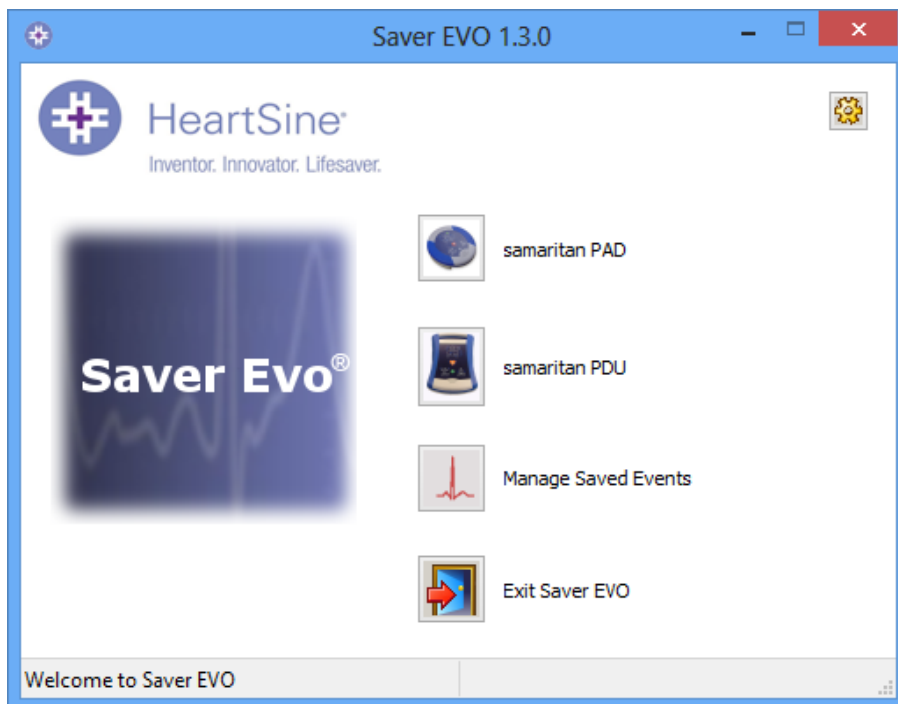 Saver EVO 1.3.0
HeartSine®
Inventor. Innovator. Lifesaver.
samaritan PAD
Saver Evo®
samaritan PDU
Manage Saved Events
Exit Saver EVO
Welcome to Saver EVO